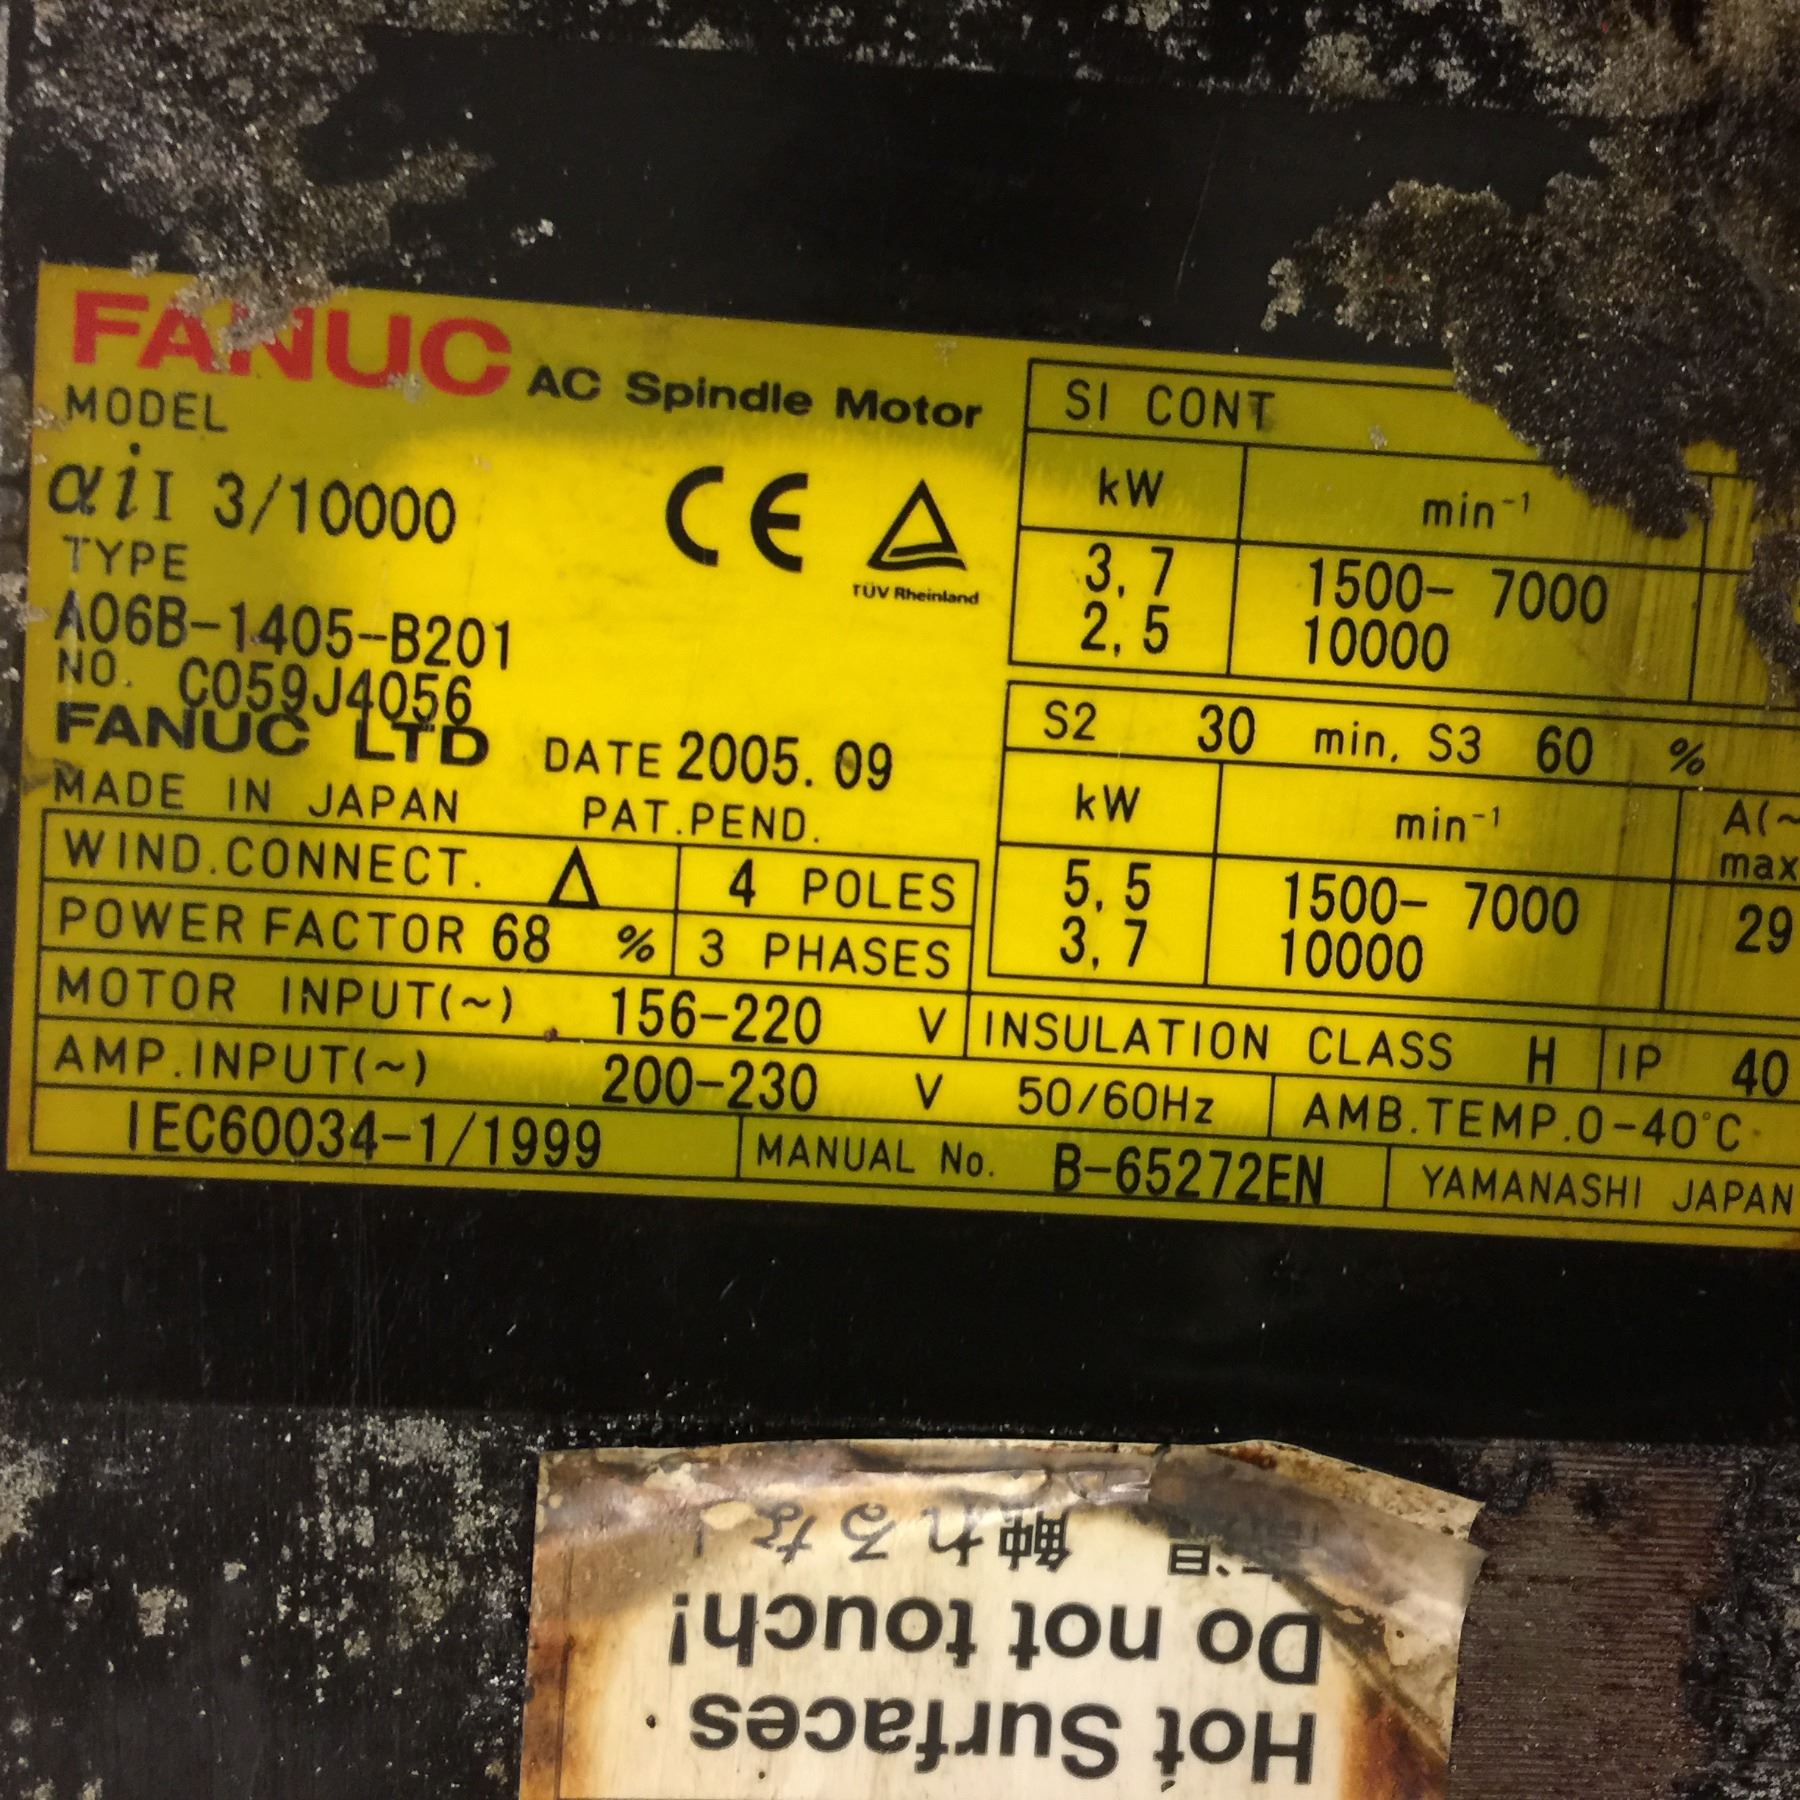 FANUC AC Spindle Motor
MODEL
αiI 3/10000
CE
TÜV Rheinland
TYPE
A06B-1405-B201
NO. C059J4056
FANUC LTD DATE 2005. 09
MADE IN JAPAN PAT.PEND.
WIND.CONNECT. Δ 4 POLES
POWER FACTOR 68 % 3 PHASES
MOTOR INPUT(~) 156-220 V
AMP.INPUT(~) 200-230 V 50/60Hz
SI CONT
kW min⁻¹
3, 7 1500- 7000
2, 5 10000
S2 30 min, S3 60 %
kW min⁻¹ A(~
max
5, 5 1500- 7000 29
3, 7 10000
INSULATION CLASS H IP 40
AMB.TEMP.0-40°C
IEC60034-1/1999 MANUAL No. B-65272EN YAMANASHI JAPAN
Hot Surfaces
Do not touch!
触れるな!